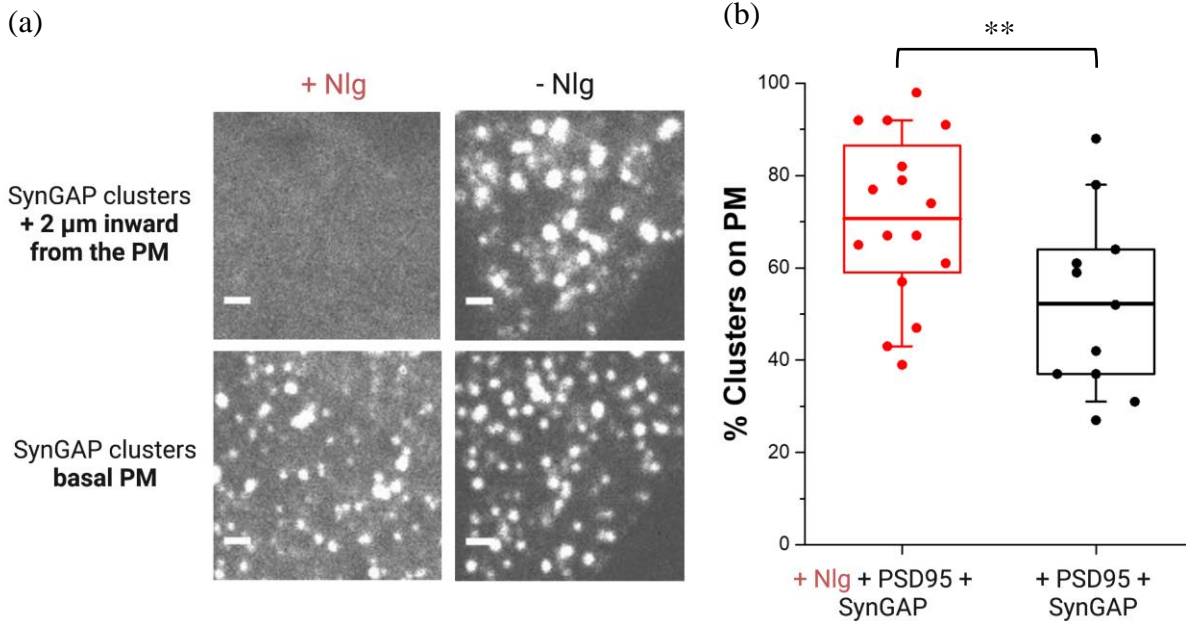 (a)
+ Nlg
- Nlg
SynGAP clusters
+ 2 µm inward
from the PM
SynGAP clusters
basal PM
(b)
**
% Clusters on PM
100
80
60
40
20
0
+ Nlg + PSD95 +
SynGAP
+ PSD95 +
SynGAP